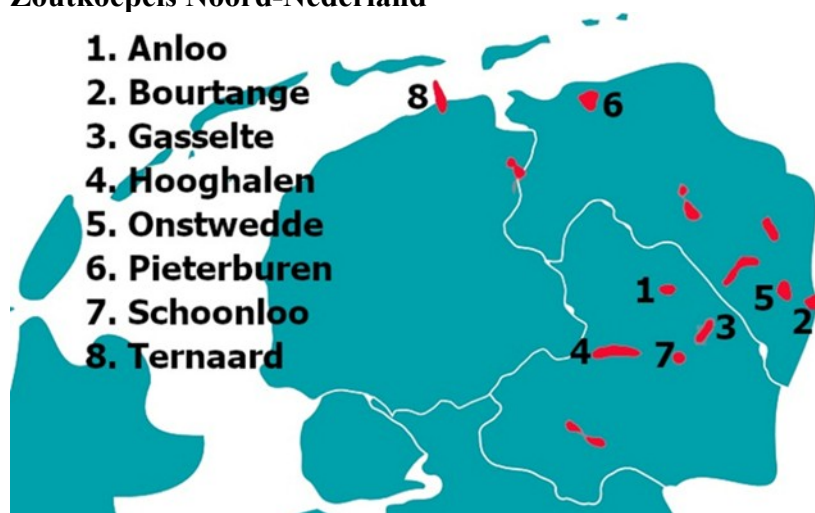 Zoutkoepels Noord-Nederland
1. Anloo
2. Bourtange
3. Gasselte
4. Hooghalen
5. Onstwedde
6. Pieterburen
7. Schoonloo
8. Ternaard
8
6
1
5
2
3
4
7